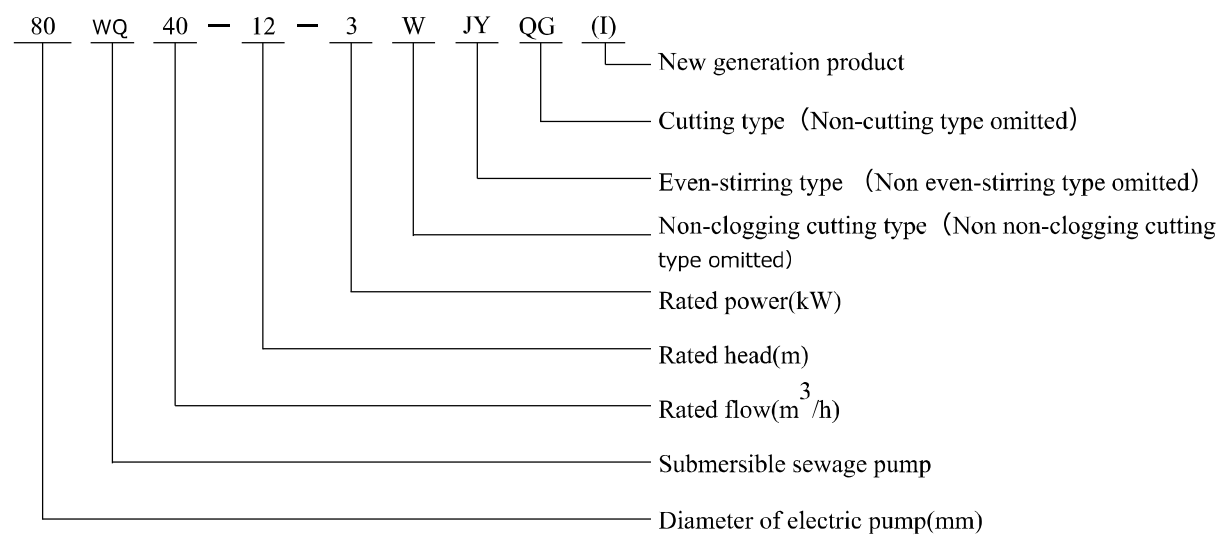 80 WQ 40 - 12 - 3 W JY QG (I)
New generation product
Cutting type（Non-cutting type omitted）
Even-stirring type （Non even-stirring type omitted）
Non-clogging cutting type（Non non-clogging cutting
type omitted）
Rated power(kW)
Rated head(m)
Rated flow(m³/h)
Submersible sewage pump
Diameter of electric pump(mm)